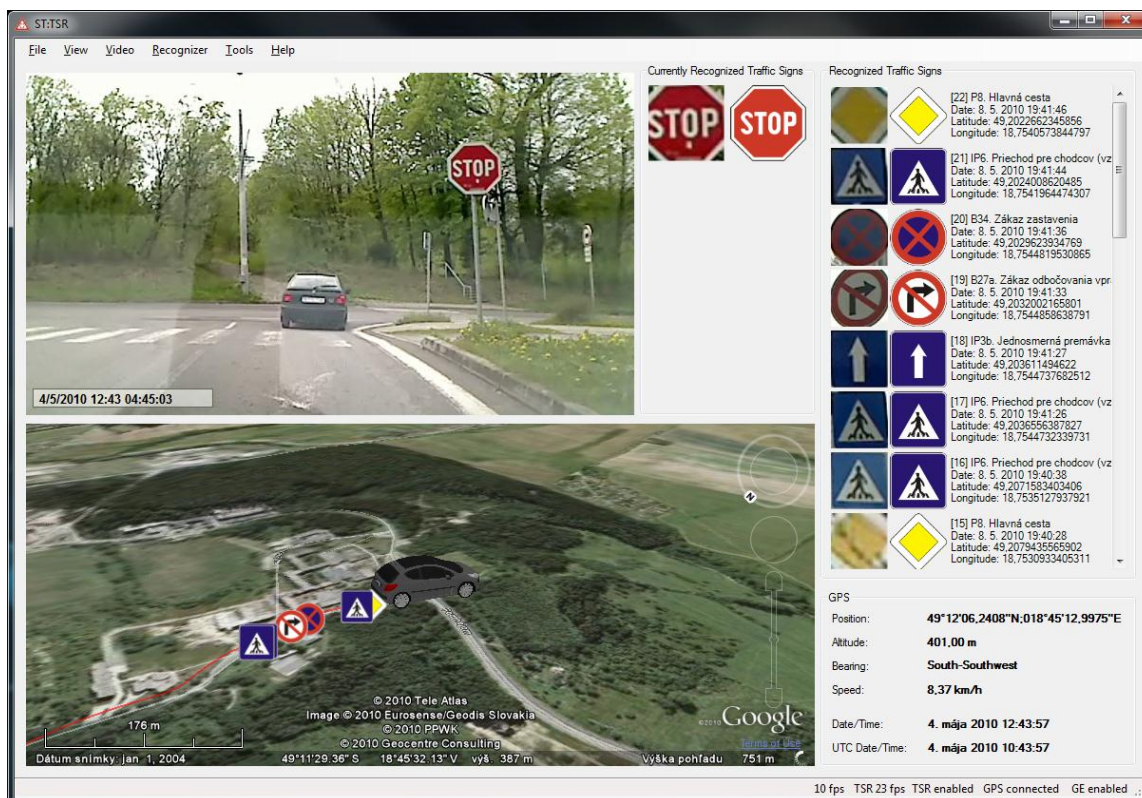 ST:TSR
File View Video Recognizer Tools Help
STOP
4/5/2010 12:43 04:45:03
Currently Recognized Traffic Signs
STOP STOP
Recognized Traffic Signs
[22] P8. Hlavná cesta
Date: 8. 5. 2010 19:41:46
Latitude: 49,2022662345856
Longitude: 18,7540573844797
[21] IP6. Priechod pre chodcov (vz
Date: 8. 5. 2010 19:41:44
Latitude: 49,2024008620485
Longitude: 18,7541964474307
[20] B34. Zákaz zastavenia
Date: 8. 5. 2010 19:41:36
Latitude: 49,2029623934769
Longitude: 18,7544819530865
[19] B27a. Zákaz odbočovania vpr
Date: 8. 5. 2010 19:41:33
Latitude: 49,2032002165801
Longitude: 18,7544858638791
[18] IP3b. Jednosmerná premávka
Date: 8. 5. 2010 19:41:27
Latitude: 49,203611494622
Longitude: 18,7544737682512
[17] IP6. Priechod pre chodcov (vz
Date: 8. 5. 2010 19:41:26
Latitude: 49,2036556387827
Longitude: 18,7544732339731
[16] IP6. Priechod pre chodcov (vz
Date: 8. 5. 2010 19:40:38
Latitude: 49,2071583403406
Longitude: 18,7535127937921
[15] P8. Hlavná cesta
Date: 8. 5. 2010 19:40:28
Latitude: 49,2079435565902
Longitude: 18,7530933405311
N
176 m
© 2010 Tele Atlas
Image © 2010 Eurosense/Geodis Slovakia
© 2010 PPWK
© 2010 Geocentre Consulting
©2010 Google
Terms of Use
Dátum snímky: jan 1, 2004 49°11'29.36" S 18°45'32.13" V výš. 387 m Výška pohľadu 751 m
GPS
Position: 49°12'06,2408"N;018°45'12,9975"E
Altitude: 401,00 m
Bearing: South-Southwest
Speed: 8,37 km/h
Date/Time: 4. mája 2010 12:43:57
UTC Date/Time: 4. mája 2010 10:43:57
10 fps TSR 23 fps TSR enabled GPS connected GE enabled